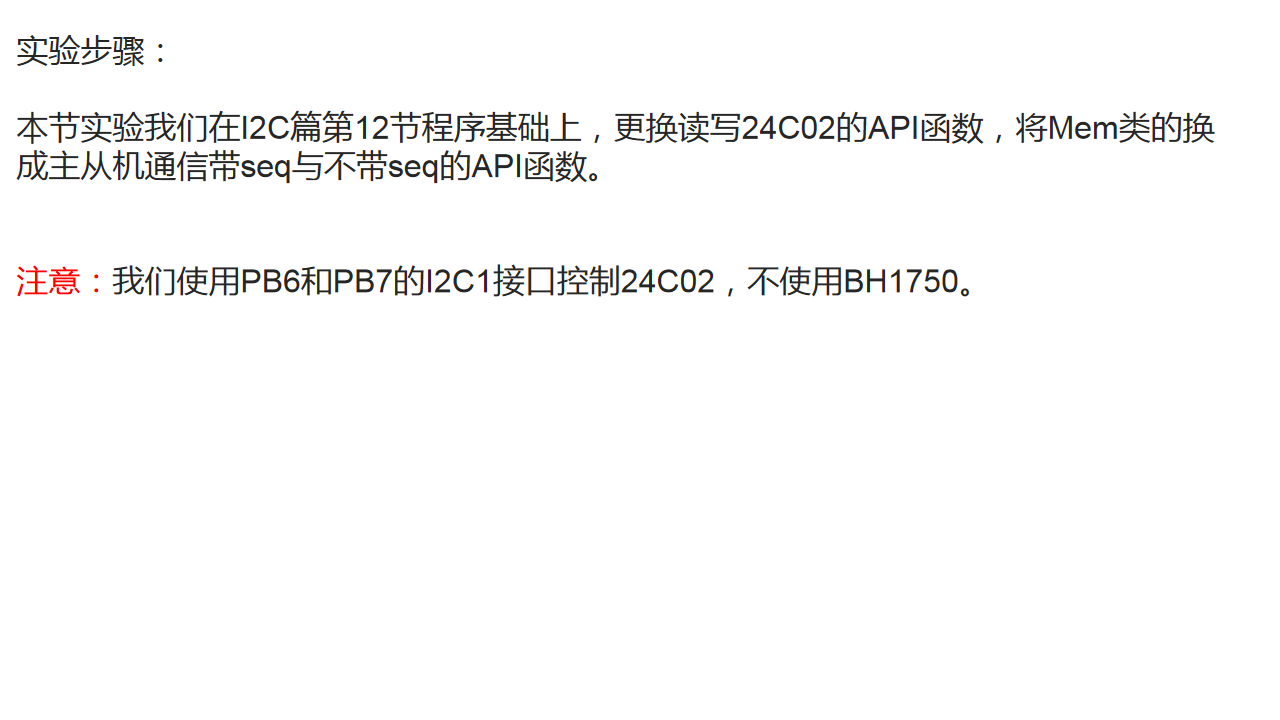 实验步骤：
本节实验我们在I2C篇第12节程序基础上，更换读写24C02的API函数，将Mem类的换
成主从机通信带seq与不带seq的API函数。
注意：我们使用PB6和PB7的I2C1接口控制24C02，不使用BH1750。